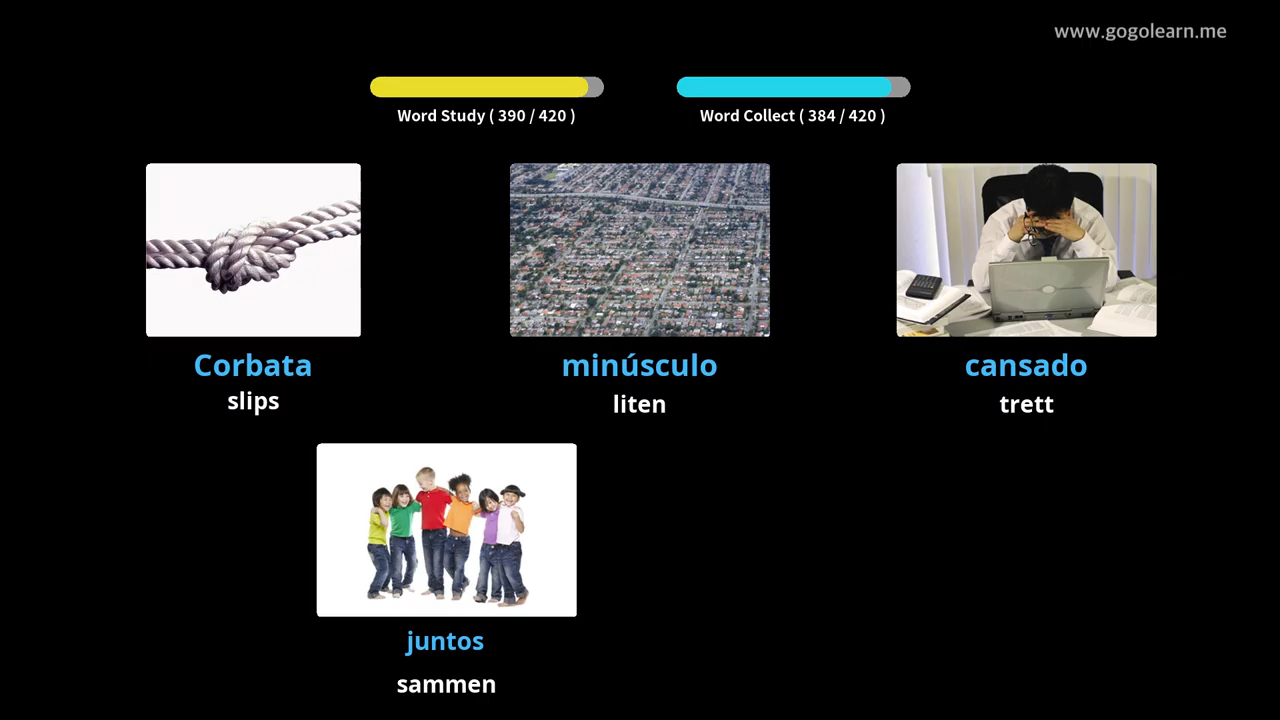 www.gogolearn.me
Word Study ( 390 / 420 )
Word Collect ( 384 / 420 )
Corbata
slips
minúsculo
liten
cansado
trett
juntos
sammen